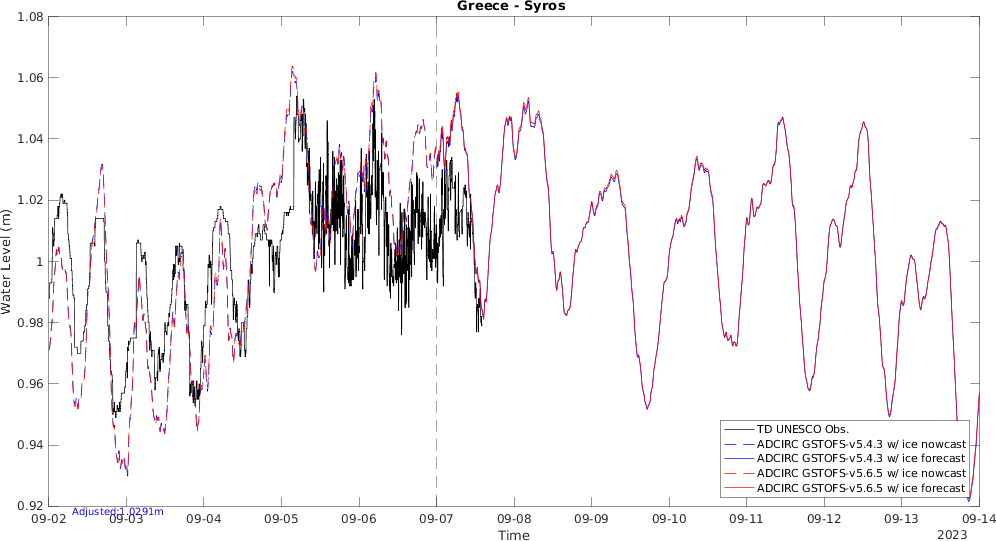 Greece - Syros
1.08
1.06
1.04
1.02
1
0.98
0.96
0.94
0.92
Water Level (m)
TD UNESCO Obs.
ADCIRC GSTOFS-v5.4.3 w/ ice nowcast
ADCIRC GSTOFS-v5.4.3 w/ ice forecast
ADCIRC GSTOFS-v5.6.5 w/ ice nowcast
ADCIRC GSTOFS-v5.6.5 w/ ice forecast
Adjusted:1.0291m
09-02 09-03 09-04 09-05 09-06 09-07 09-08 09-09 09-10 09-11 09-12 09-13 09-14
Time
2023